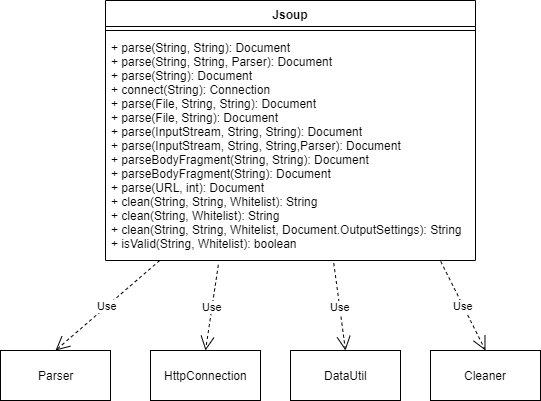 Jsoup
+ parse(String, String): Document
+ parse(String, String, Parser): Document
+ parse(String): Document
+ connect(String): Connection
+ parse(File, String, String): Document
+ parse(File, String): Document
+ parse(InputStream, String, String): Document
+ parse(InputStream, String, String,Parser): Document
+ parseBodyFragment(String, String): Document
+ parseBodyFragment(String): Document
+ parse(URL, int): Document
+ clean(String, String, Whitelist): String
+ clean(String, Whitelist): String
+ clean(String, String, Whitelist, Document.OutputSettings): String
+ isValid(String, Whitelist): boolean
Use
Use
Use
Use
Parser
HttpConnection
DataUtil
Cleaner